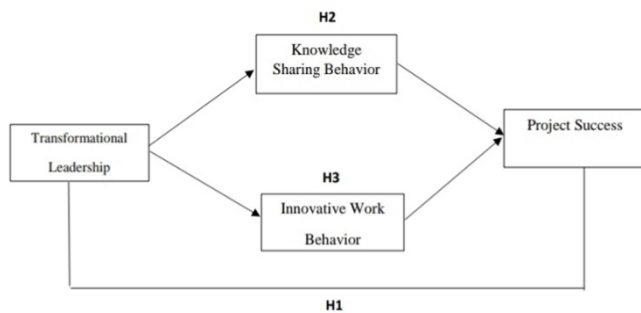 H2
Knowledge
Sharing Behavior
Transformational
Leadership
Project Success
H3
Innovative Work
Behavior
H1